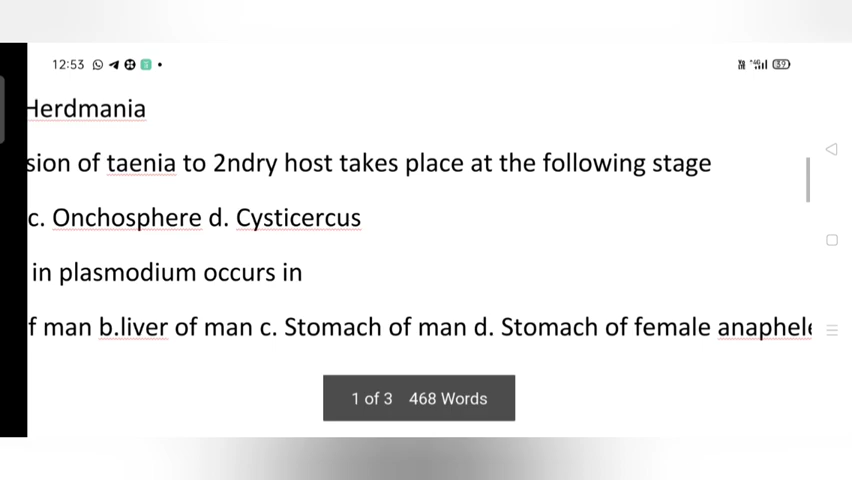 12:53
Herdmania
sion of taenia to 2ndry host takes place at the following stage
c. Onchosphere d. Cysticercus
in plasmodium occurs in
f man b.liver of man c. Stomach of man d. Stomach of female anaphele
1 of 3 468 Words